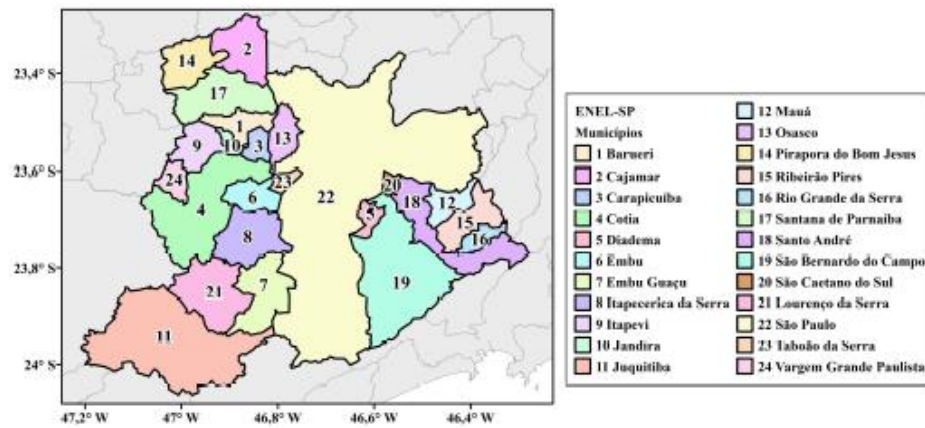 23,4° S
23,6° S
23,8° S
24° S
47,2° W
47° W
46,8° W
46,6° W
46,4° W
14
2
17
1
9
10
3
13
24
23
4
6
22
20
18
12
5
15
8
16
19
21
7
11
ENEL-SP
Municípios
1 Barueri
2 Cajamar
3 Carapicuíba
4 Cotia
5 Diadema
6 Embu
7 Embu Guaçu
8 Itapecerica da Serra
9 Itapevi
10 Jandira
11 Juquitiba
12 Mauá
13 Osasco
14 Pirapora do Bom Jesus
15 Ribeirão Pires
16 Rio Grande da Serra
17 Santana de Parnaíba
18 Santo André
19 São Bernardo do Campo
20 São Caetano do Sul
21 Lourenço da Serra
22 São Paulo
23 Taboão da Serra
24 Vargem Grande Paulista